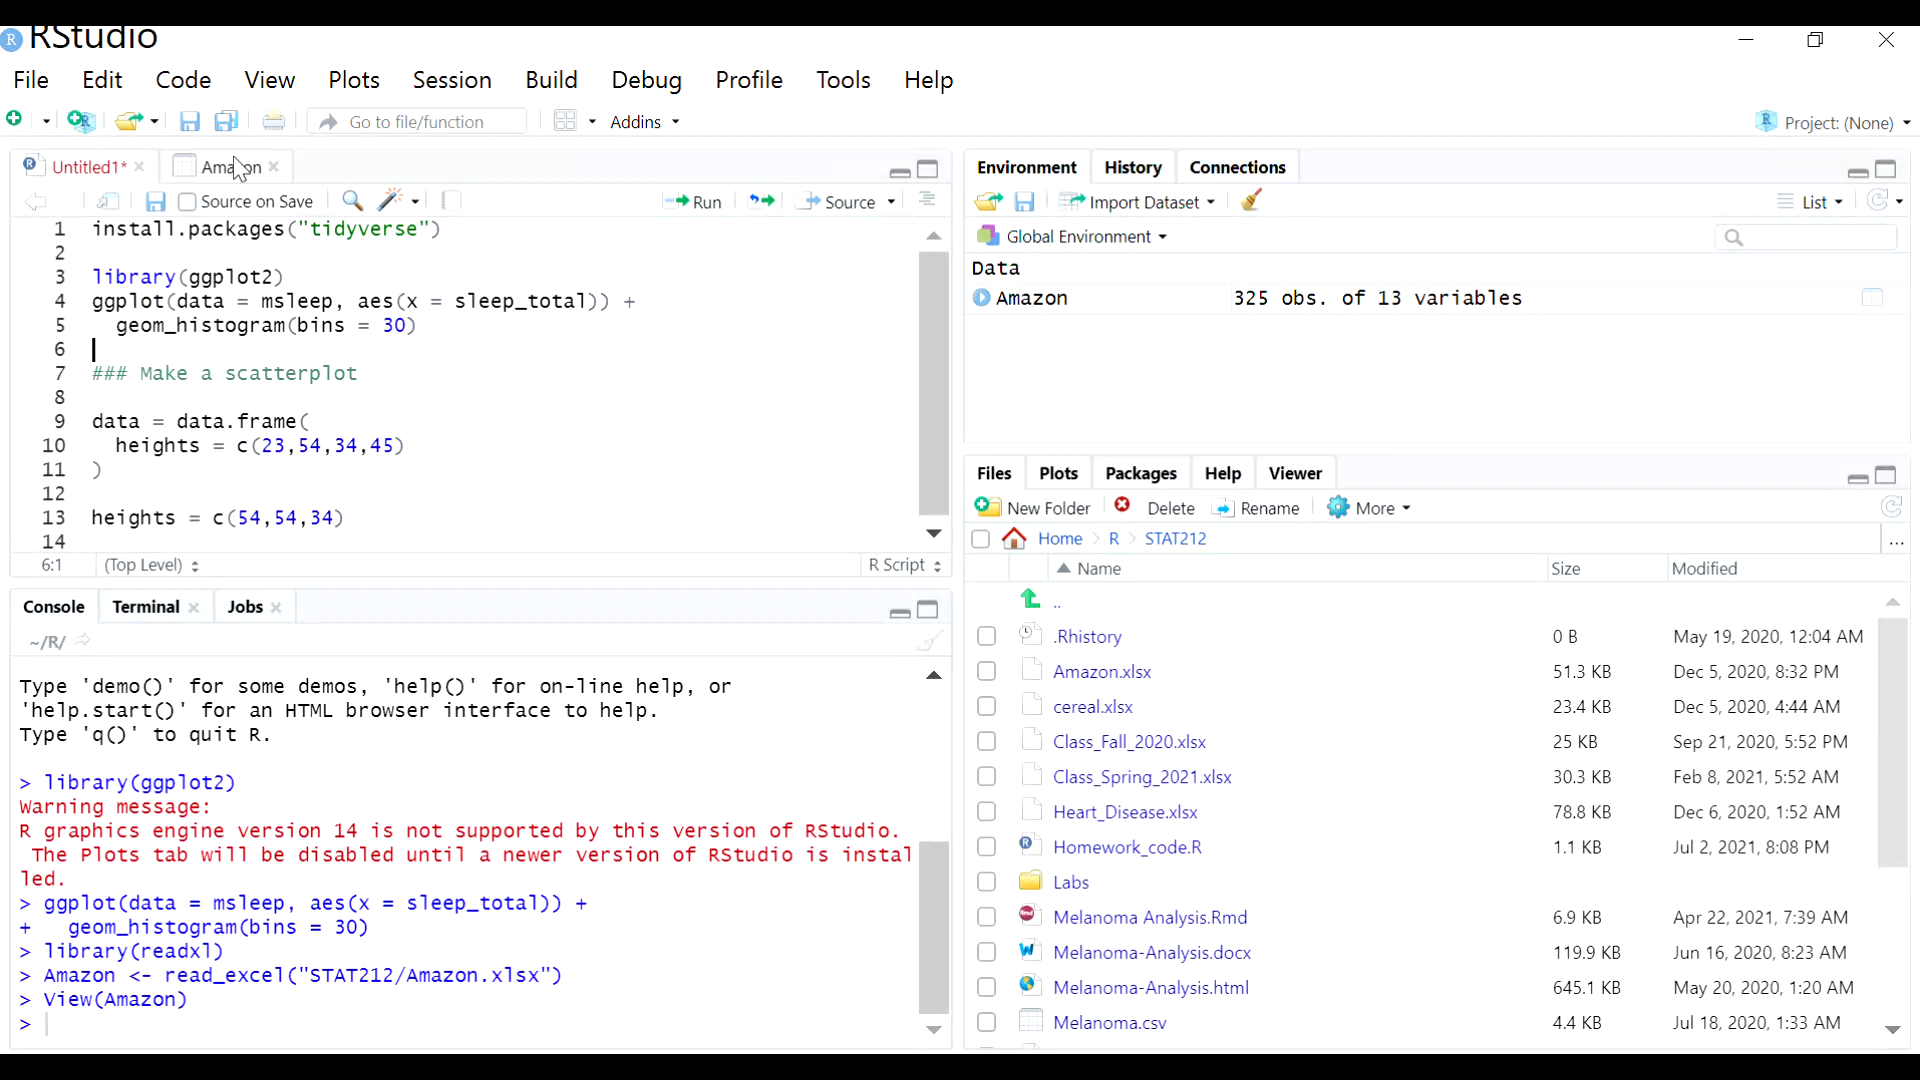 RStudio
File Edit Code View Plots Session Build Debug Profile Tools Help
Go to file/function Addins Project: (None)
Untitled1* Amazon
Source on Save Run Source
1 install.packages("tidyverse")
2
3 library(ggplot2)
4 ggplot(data = msleep, aes(x = sleep_total)) +
5   geom_histogram(bins = 30)
6
7 ### Make a scatterplot
8
9 data = data.frame(
10   heights = c(23,54,34,45)
11 )
12
13 heights = c(54,54,34)
14
6:1 (Top Level) R Script
Console Terminal Jobs
~/R/
Type 'demo()' for some demos, 'help()' for on-line help, or
'help.start()' for an HTML browser interface to help.
Type 'q()' to quit R.
> library(ggplot2)
Warning message:
R graphics engine version 14 is not supported by this version of RStudio.
 The Plots tab will be disabled until a newer version of RStudio is instal
led.
> ggplot(data = msleep, aes(x = sleep_total)) +
+   geom_histogram(bins = 30)
> library(readxl)
> Amazon <- read_excel("STAT212/Amazon.xlsx")
> View(Amazon)
>
Environment History Connections
Import Dataset List
Global Environment
Data
Amazon 325 obs. of 13 variables
Files Plots Packages Help Viewer
New Folder Delete Rename More
Home R STAT212 ...
Name Size Modified
..
.Rhistory 0 B May 19, 2020, 12:04 AM
Amazon.xlsx 51.3 KB Dec 5, 2020, 8:32 PM
cereal.xlsx 23.4 KB Dec 5, 2020, 4:44 AM
Class_Fall_2020.xlsx 25 KB Sep 21, 2020, 5:52 PM
Class_Spring_2021.xlsx 30.3 KB Feb 8, 2021, 5:52 AM
Heart_Disease.xlsx 78.8 KB Dec 6, 2020, 1:52 AM
Homework_code.R 1.1 KB Jul 2, 2021, 8:08 PM
Labs
Melanoma Analysis.Rmd 6.9 KB Apr 22, 2021, 7:39 AM
Melanoma-Analysis.docx 119.9 KB Jun 16, 2020, 8:23 AM
Melanoma-Analysis.html 645.1 KB May 20, 2020, 1:20 AM
Melanoma.csv 4.4 KB Jul 18, 2020, 1:33 AM